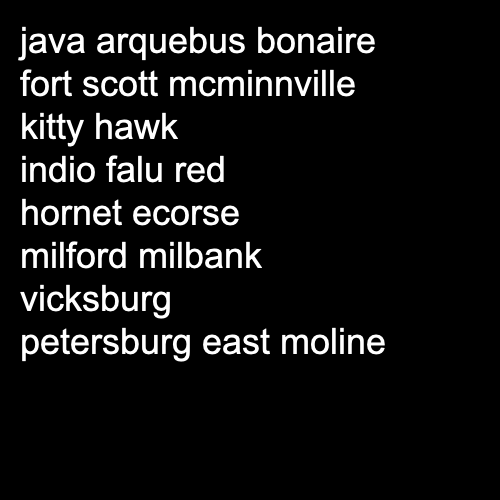 java arquebus bonaire
fort scott mcminnville
kitty hawk
indio falu red
hornet ecorse
milford milbank
vicksburg
petersburg east moline